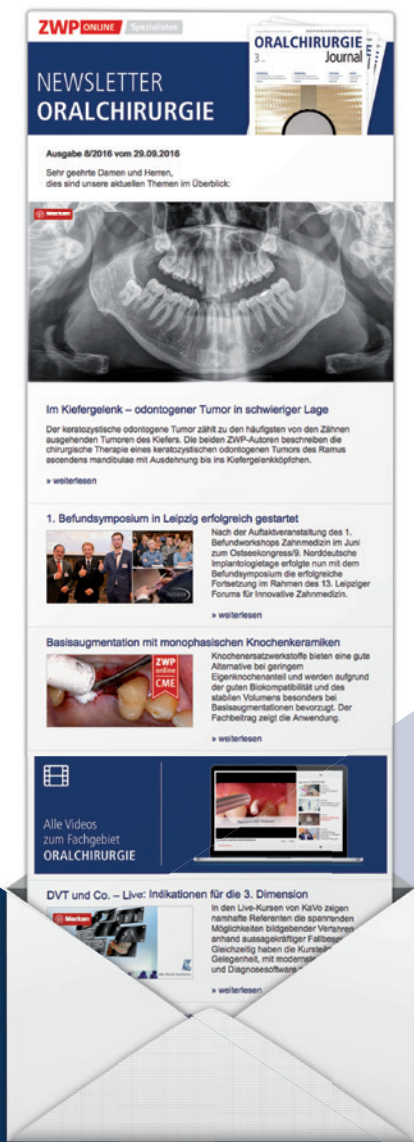 ZWP ONLINE Spezialisten
ORALCHIRURGIE
Journal
3
NEWSLETTER
ORALCHIRURGIE
Ausgabe 8/2016 vom 29.09.2016
Sehr geehrte Damen und Herren,
dies sind unsere aktuellen Themen im Überblick:
Merken
Im Kiefergelenk – odontogener Tumor in schwieriger Lage
Der keratozystische odontogene Tumor zählt zu den häufigsten von den Zähnen
ausgehenden Tumoren des Kiefers. Die beiden ZWP-Autoren beschreiben die
chirurgische Therapie eines keratozystischen odontogenen Tumors des Ramus
ascendens mandibulae mit Ausdehnung bis ins Kiefergelenkköpfchen.
» weiterlesen
1. Befundsymposium in Leipzig erfolgreich gestartet
Nach der Auftaktveranstaltung des 1.
Befundworkshops Zahnmedizin im Juni
zum Ostseekongress/9. Norddeutsche
Implantologietage erfolgte nun mit dem
Befundsymposium die erfolgreiche
Fortsetzung im Rahmen des 13. Leipziger
Forums für Innovative Zahnmedizin.
» weiterlesen
Basisaugmentation mit monophasischen Knochenkeramiken
ZWP
online
CME
Knochenersatzwerkstoffe bieten eine gute
Alternative bei geringem
Eigenknochenanteil und werden aufgrund
der guten Biokompatibilität und des
stabilen Volumens besonders bei
Basisaugmentationen bevorzugt. Der
Fachbeitrag zeigt die Anwendung.
» weiterlesen
Alle Videos
zum Fachgebiet
ORALCHIRURGIE
DVT und Co. – Live: Indikationen für die 3. Dimension
Merken
In den Live-Kursen von KaVo zeigen
namhafte Referenten die spannenden
Möglichkeiten bildgebender Verfahren
anhand aussagekräftiger
Gleichzeitig haben die
Gelegenheit, mit
und Diagnosesoftware
» weiterlesen